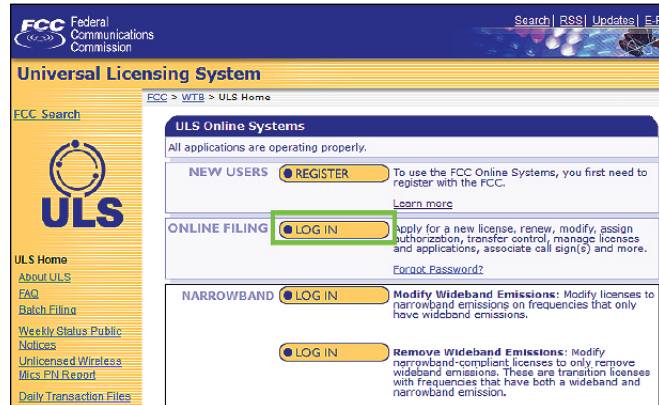 FCC Federal
Communications
Commission
Search | RSS | Updates | E-
Universal Licensing System
FCC > WTB > ULS Home
FCC Search
ULS
ULS Home
About ULS
FAQ
Batch Filing
Weekly Status Public
Notices
Unlicensed Wireless
Mics PN Report
Daily Transaction Files
ULS Online Systems
All applications are operating properly.
NEW USERS
REGISTER
To use the FCC Online Systems, you first need to
register with the FCC.
Learn more
ONLINE FILING
LOG IN
Apply for a new license, renew, modify, assign
authorization, transfer control, manage licenses
and applications, associate call sign(s) and more.
Forgot Password?
NARROWBAND
LOG IN
Modify Wideband Emissions: Modify licenses to
narrowband emissions on frequencies that only
have wideband emissions.
LOG IN
Remove Wideband Emissions: Modify
narrowband-compliant licenses to only remove
wideband emissions. These are transition licenses
with frequencies that have both a wideband and
narrowband emission.